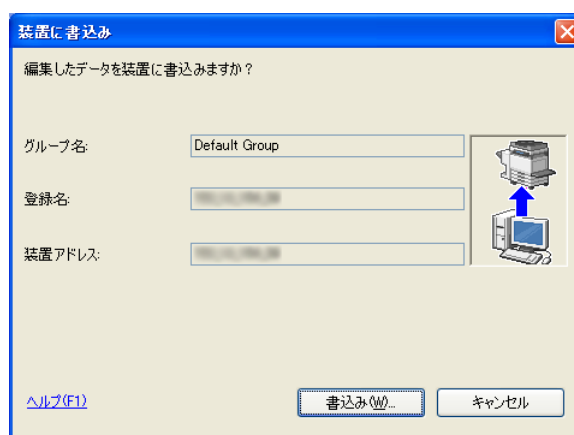 装置に書込み
編集したデータを装置に書込みますか？
グループ名: Default Group
登録名:
装置アドレス:
ヘルプ(F1) 書込み(W)... キャンセル